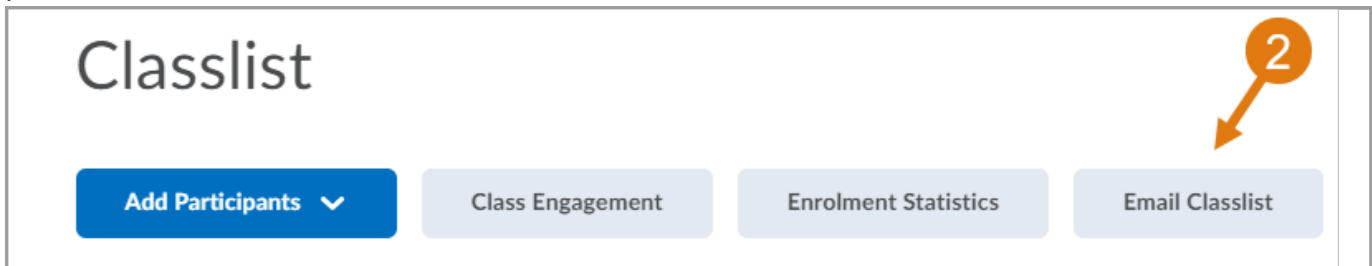 Classlist
2
Add Participants
Class Engagement
Enrolment Statistics
Email Classlist